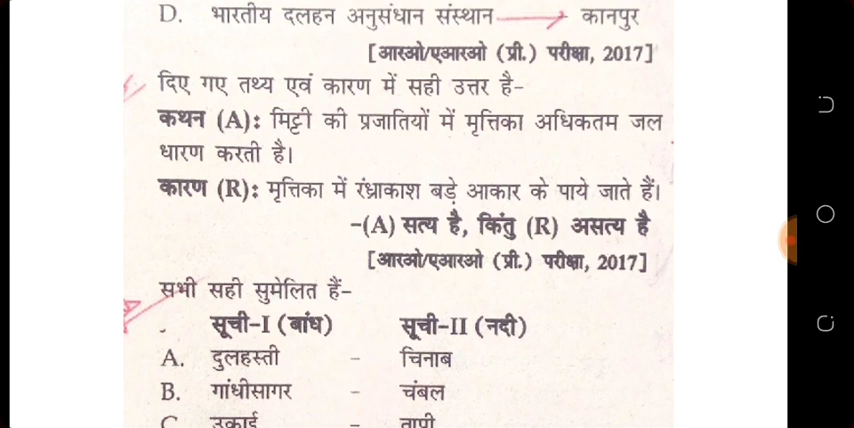 D. भारतीय दलहन अनुसंधान संस्थान → कानपुर
[आरओ/एआरओ (प्री.) परीक्षा, 2017]
दिए गए तथ्य एवं कारण में सही उत्तर है-
कथन (A): मिट्टी की प्रजातियों में मृत्तिका अधिकतम जल
धारण करती है।
कारण (R): मृत्तिका में रंध्राकाश बड़े आकार के पाये जाते हैं।
-(A) सत्य है, किंतु (R) असत्य है
[आरओ/एआरओ (प्री.) परीक्षा, 2017]
सभी सही सुमेलित हैं-
सूची-I (बांध) सूची-II (नदी)
A. दुलहस्ती - चिनाब
B. गांधीसागर - चंबल
C उकाई - तापी